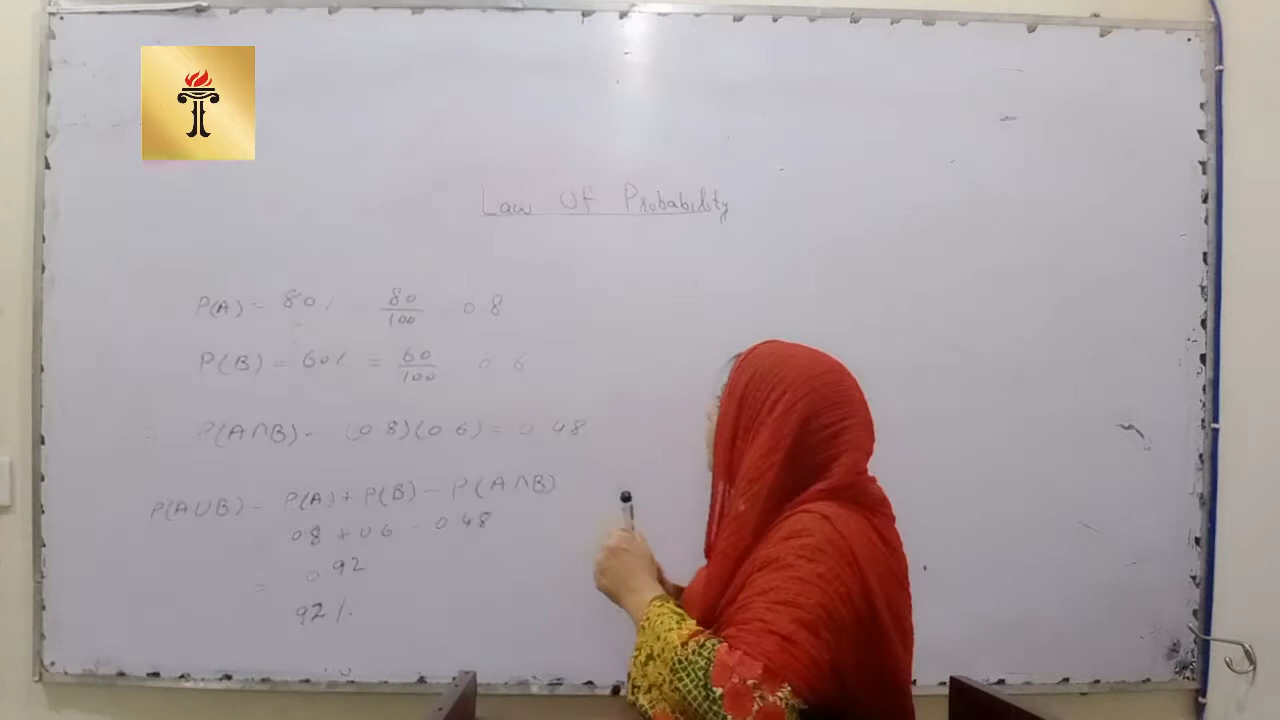 Law Of Probability
P(A) = 80% 80/100 0.8
P(B) = 60% = 60/100 0.6
P(A∩B) = (0.8)(0.6) = 0.48
P(A∪B) = P(A) + P(B) - P(A∩B)
0.8 + 0.6 - 0.48
= 0.92
92%